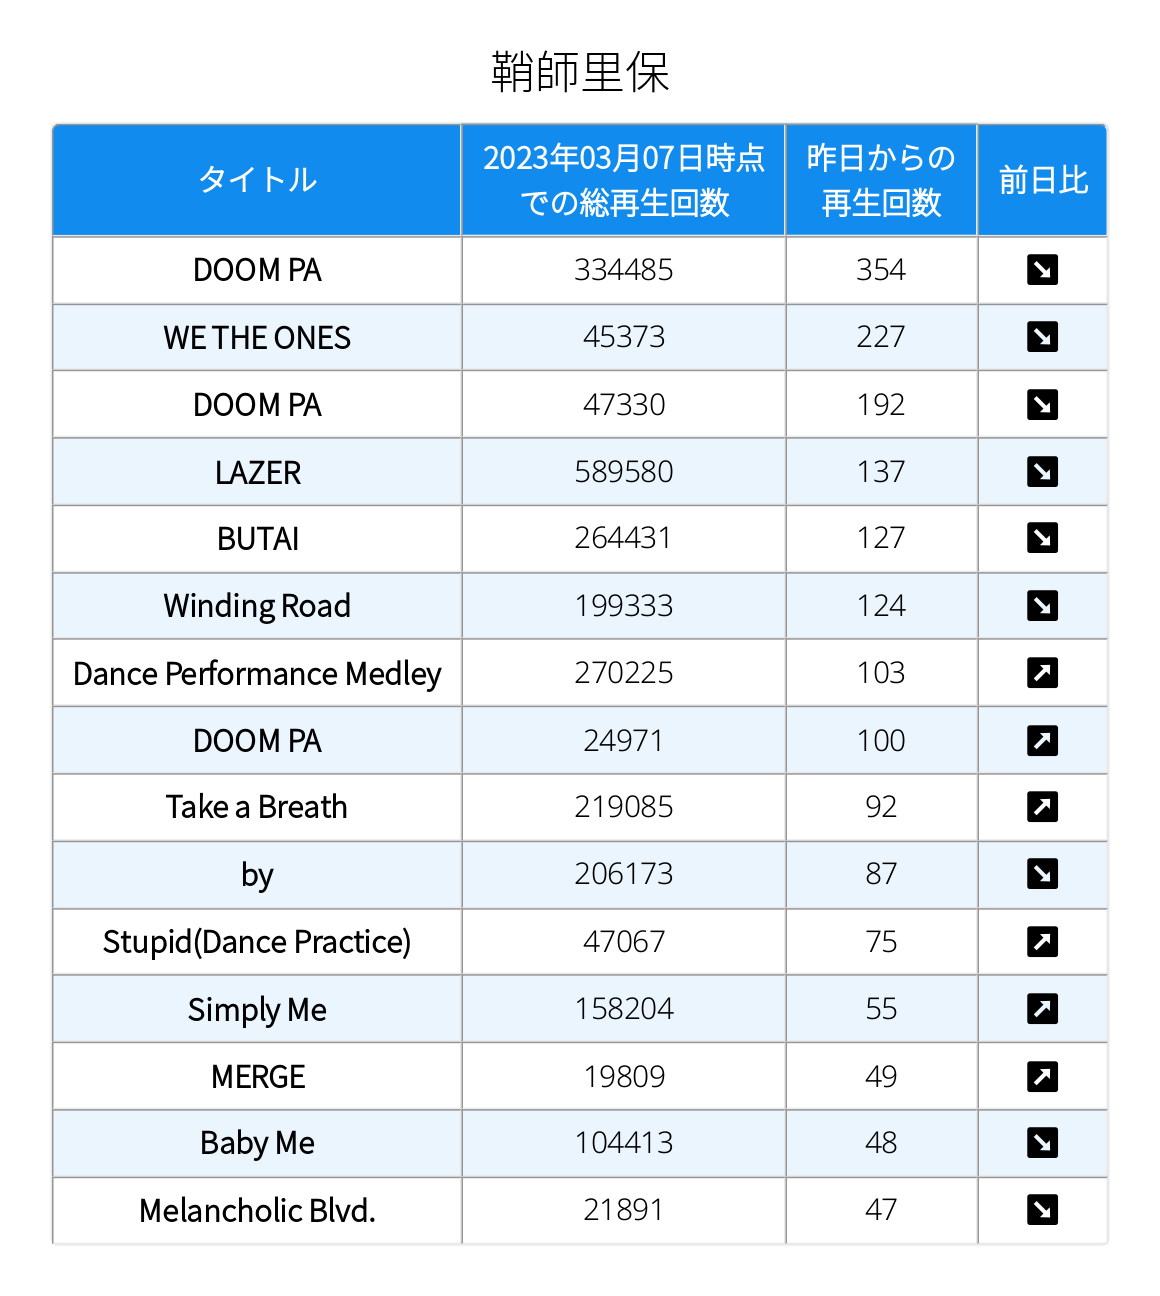 鞘師里保
タイトル 2023年03月07日時点 昨日からの 前日比
での総再生回数 再生回数
DOOM PA 334485 354
WE THE ONES 45373 227
DOOM PA 47330 192
LAZER 589580 137
BUTAI 264431 127
Winding Road 199333 124
Dance Performance Medley 270225 103
DOOM PA 24971 100
Take a Breath 219085 92
by 206173 87
Stupid(Dance Practice) 47067 75
Simply Me 158204 55
MERGE 19809 49
Baby Me 104413 48
Melancholic Blvd. 21891 47